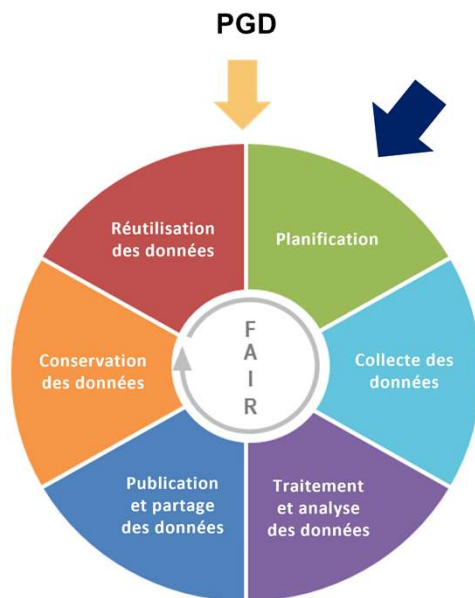 PGD
Réutilisation
des données
Planification
Conservation
des données
F
A
I
R
Collecte des
données
Publication
et partage
des données
Traitement
et analyse
des données